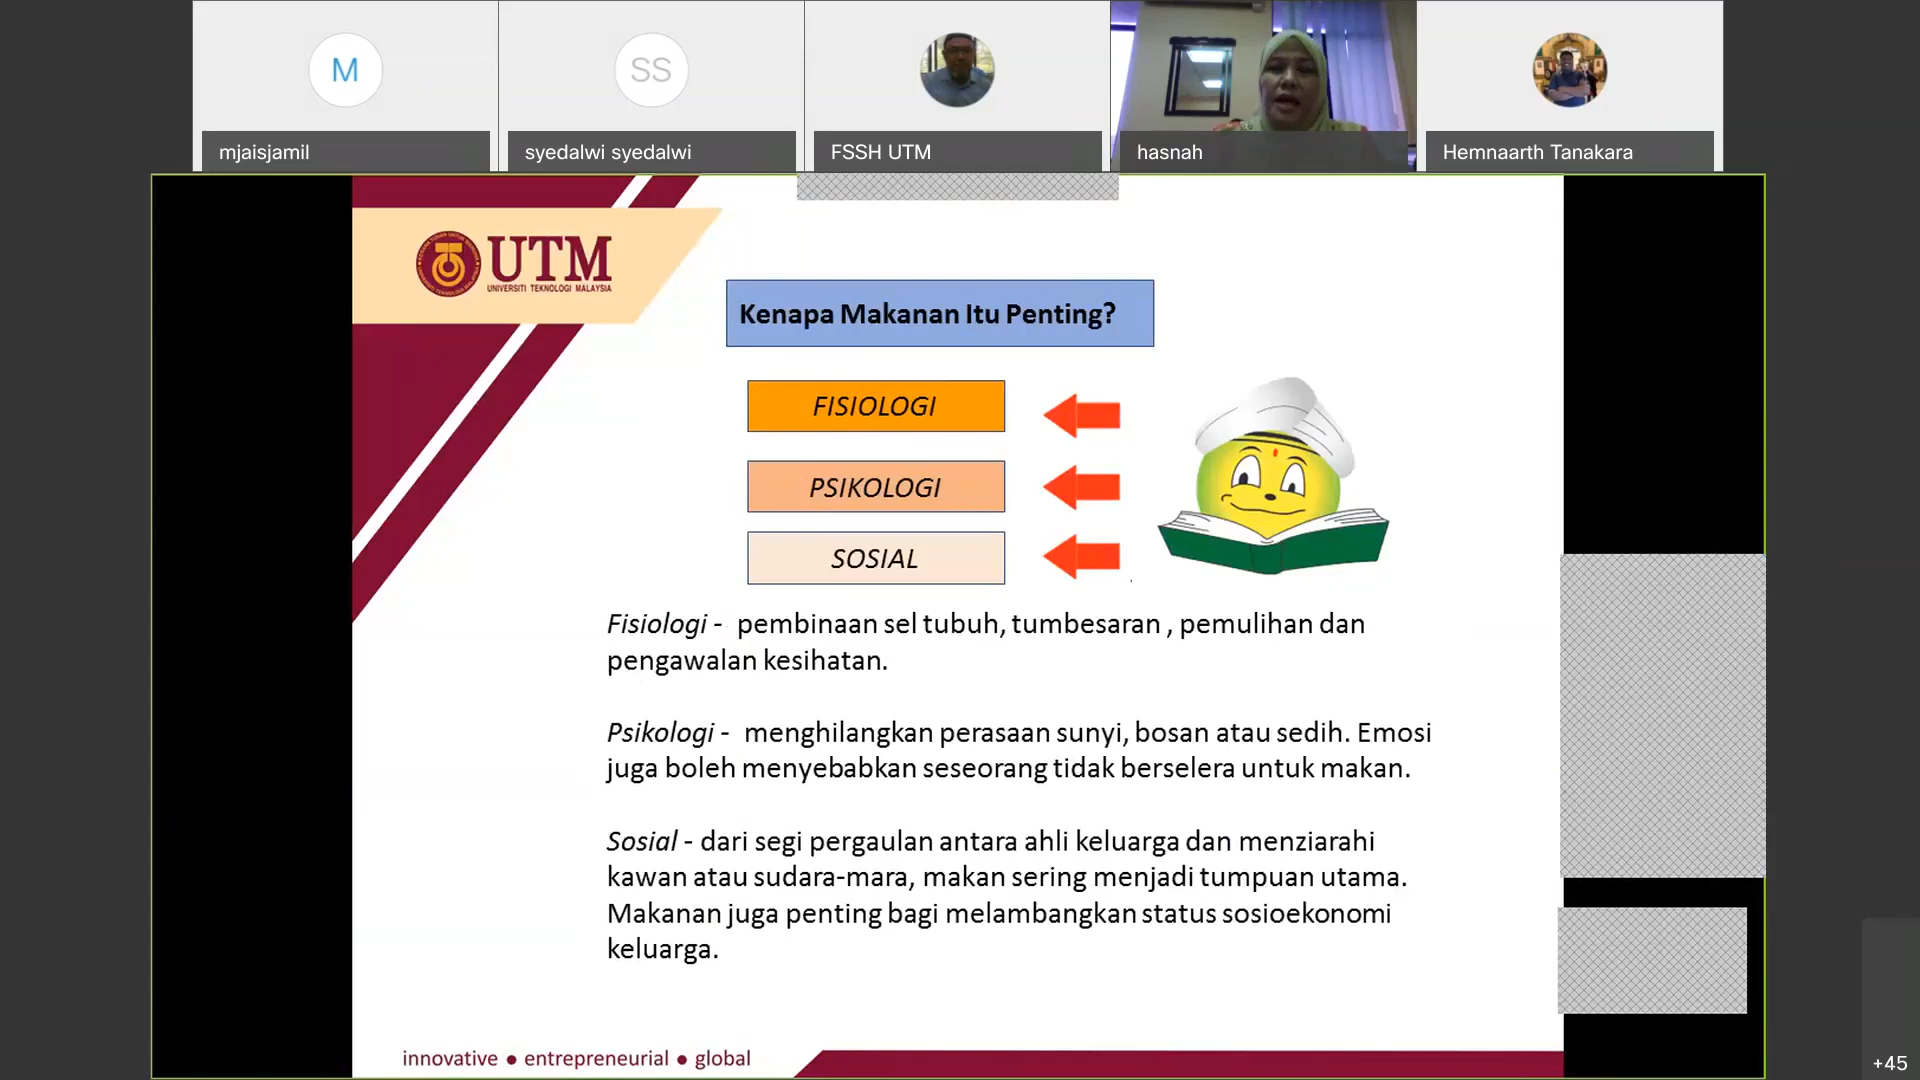 M
SS
mjaisjamil
syedalwi syedalwi
FSSH UTM
hasnah
Hemnaarth Tanakara
UTM
UNIVERSITI TEKNOLOGI MALAYSIA
Kenapa Makanan Itu Penting?
FISIOLOGI
PSIKOLOGI
SOSIAL
Fisiologi - pembinaan sel tubuh, tumbesaran , pemulihan dan
pengawalan kesihatan.
Psikologi - menghilangkan perasaan sunyi, bosan atau sedih. Emosi
juga boleh menyebabkan seseorang tidak berselera untuk makan.
Sosial - dari segi pergaulan antara ahli keluarga dan menziarahi
kawan atau sudara-mara, makan sering menjadi tumpuan utama.
Makanan juga penting bagi melambangkan status sosioekonomi
keluarga.
innovative ● entrepreneurial ● global
+45